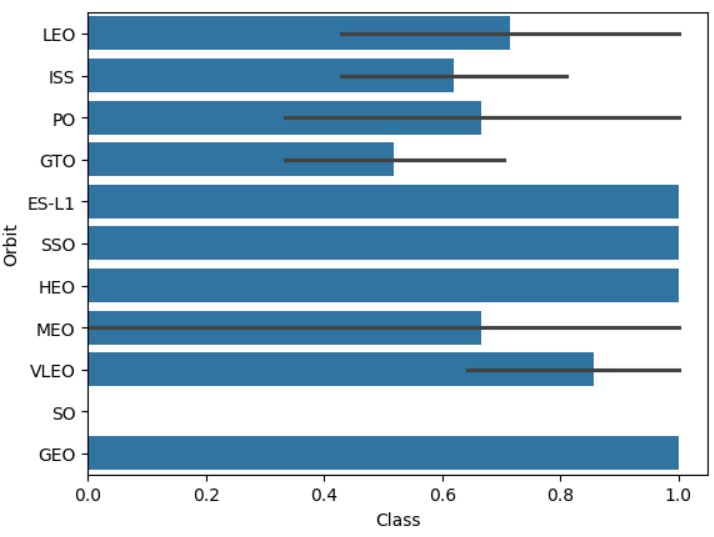 LEO
ISS
PO
GTO
ES-L1
SSO
HEO
MEO
VLEO
SO
GEO
Orbit
0.0 0.2 0.4 0.6 0.8 1.0
Class